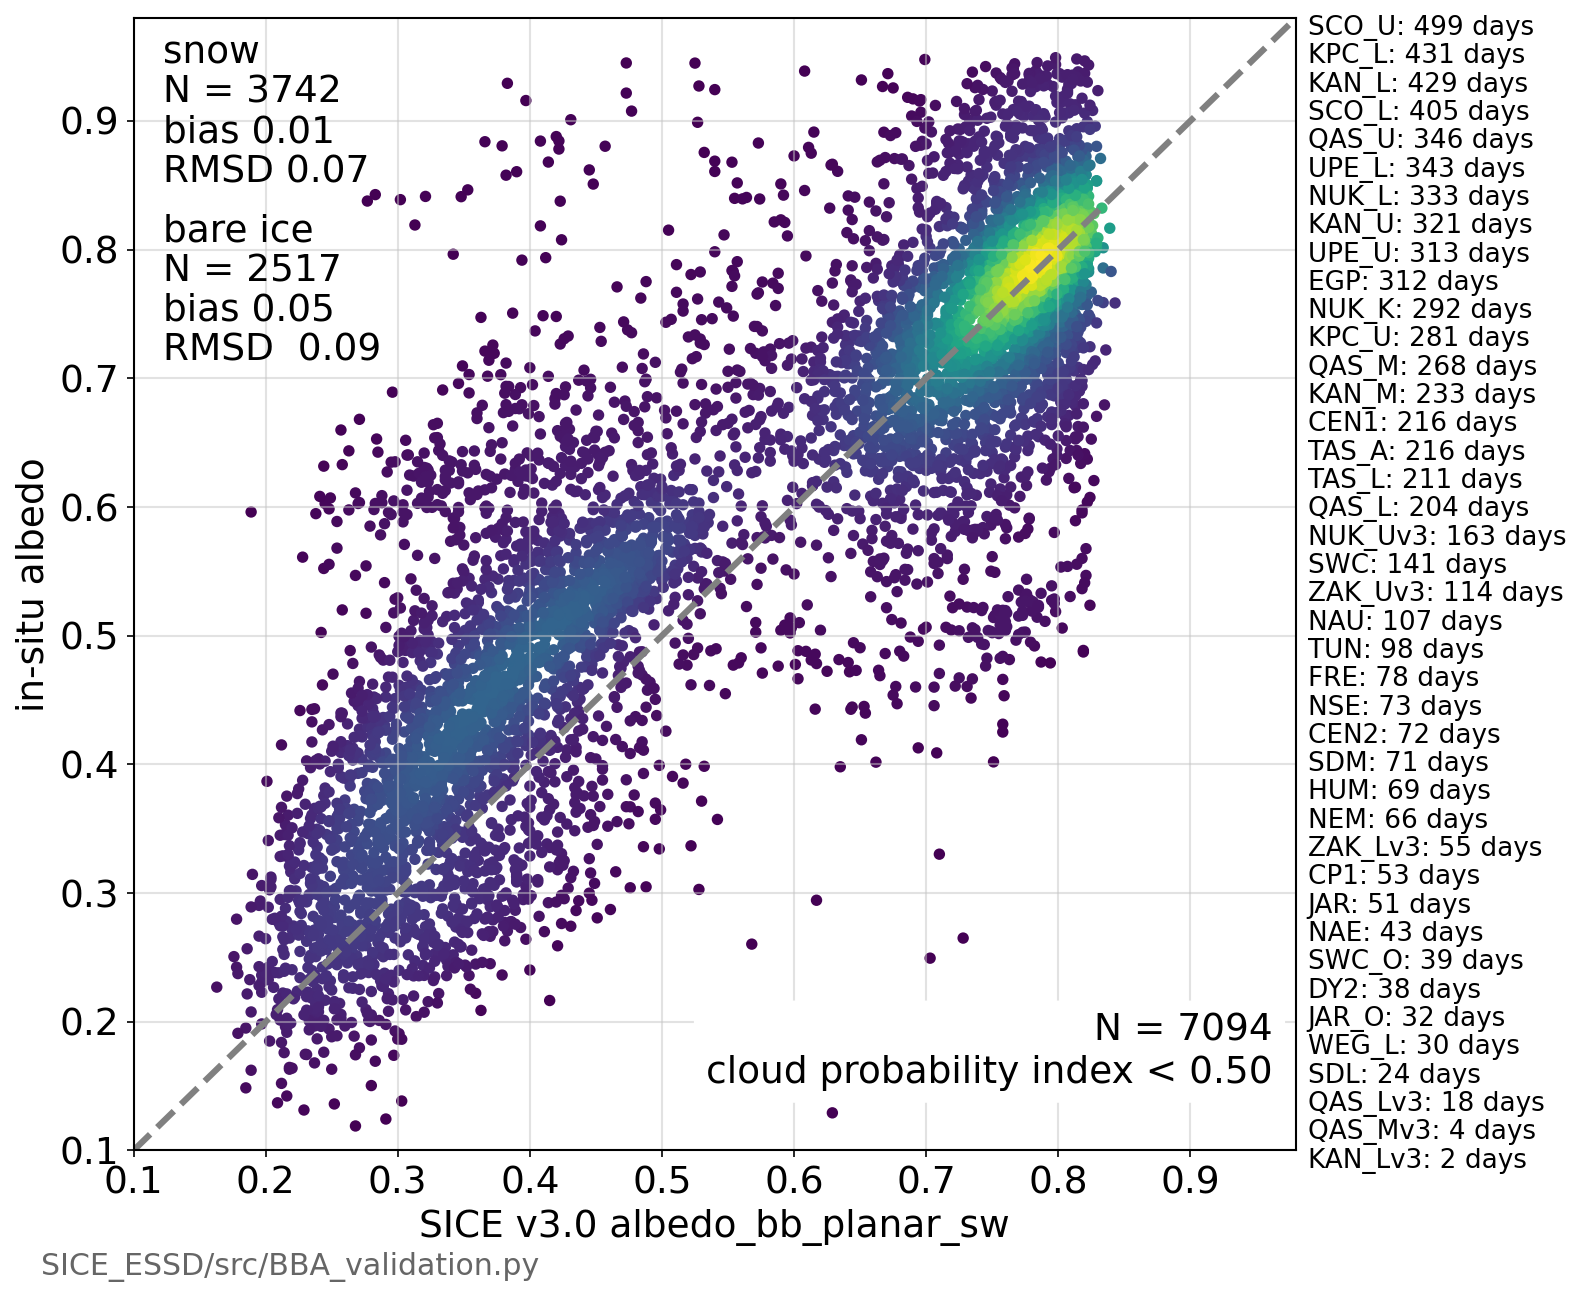 snow
N = 3742
bias 0.01
RMSD 0.07
bare ice
N = 2517
bias 0.05
RMSD  0.09
N = 7094
cloud probability index < 0.50
in-situ albedo
0.9
0.8
0.7
0.6
0.5
0.4
0.3
0.2
0.1
0.1 0.2 0.3 0.4 0.5 0.6 0.7 0.8 0.9
SICE v3.0 albedo_bb_planar_sw
SICE_ESSD/src/BBA_validation.py
SCO_U: 499 days
KPC_L: 431 days
KAN_L: 429 days
SCO_L: 405 days
QAS_U: 346 days
UPE_L: 343 days
NUK_L: 333 days
KAN_U: 321 days
UPE_U: 313 days
EGP: 312 days
NUK_K: 292 days
KPC_U: 281 days
QAS_M: 268 days
KAN_M: 233 days
CEN1: 216 days
TAS_A: 216 days
TAS_L: 211 days
QAS_L: 204 days
NUK_Uv3: 163 days
SWC: 141 days
ZAK_Uv3: 114 days
NAU: 107 days
TUN: 98 days
FRE: 78 days
NSE: 73 days
CEN2: 72 days
SDM: 71 days
HUM: 69 days
NEM: 66 days
ZAK_Lv3: 55 days
CP1: 53 days
JAR: 51 days
NAE: 43 days
SWC_O: 39 days
DY2: 38 days
JAR_O: 32 days
WEG_L: 30 days
SDL: 24 days
QAS_Lv3: 18 days
QAS_Mv3: 4 days
KAN_Lv3: 2 days